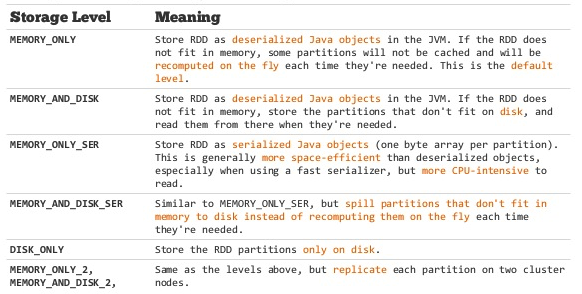 Storage Level Meaning
MEMORY_ONLY Store RDD as deserialized Java objects in the JVM. If the RDD does
not fit in memory, some partitions will not be cached and will be
recomputed on the fly each time they're needed. This is the default
level.
MEMORY_AND_DISK Store RDD as deserialized Java objects in the JVM. If the RDD does
not fit in memory, store the partitions that don't fit on disk, and
read them from there when they're needed.
MEMORY_ONLY_SER Store RDD as serialized Java objects (one byte array per partition).
This is generally more space-efficient than deserialized objects,
especially when using a fast serializer, but more CPU-intensive to
read.
MEMORY_AND_DISK_SER Similar to MEMORY_ONLY_SER, but spill partitions that don't fit in
memory to disk instead of recomputing them on the fly each time
they're needed.
DISK_ONLY Store the RDD partitions only on disk.
MEMORY_ONLY_2, Same as the levels above, but replicate each partition on two cluster
MEMORY_AND_DISK_2, nodes.